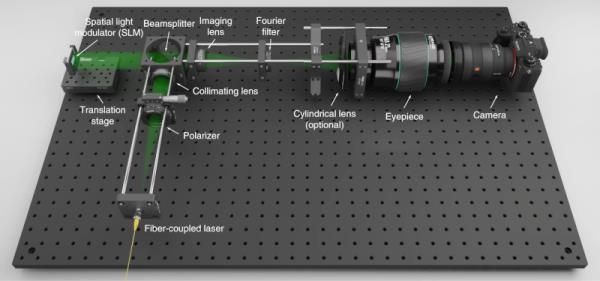 Spatial light
modulator (SLM)
Beamsplitter
Imaging
lens
Fourier
filter
Collimating lens
Translation
stage
Polarizer
Cylindrical lens
(optional)
Eyepiece
Camera
Fiber-coupled laser